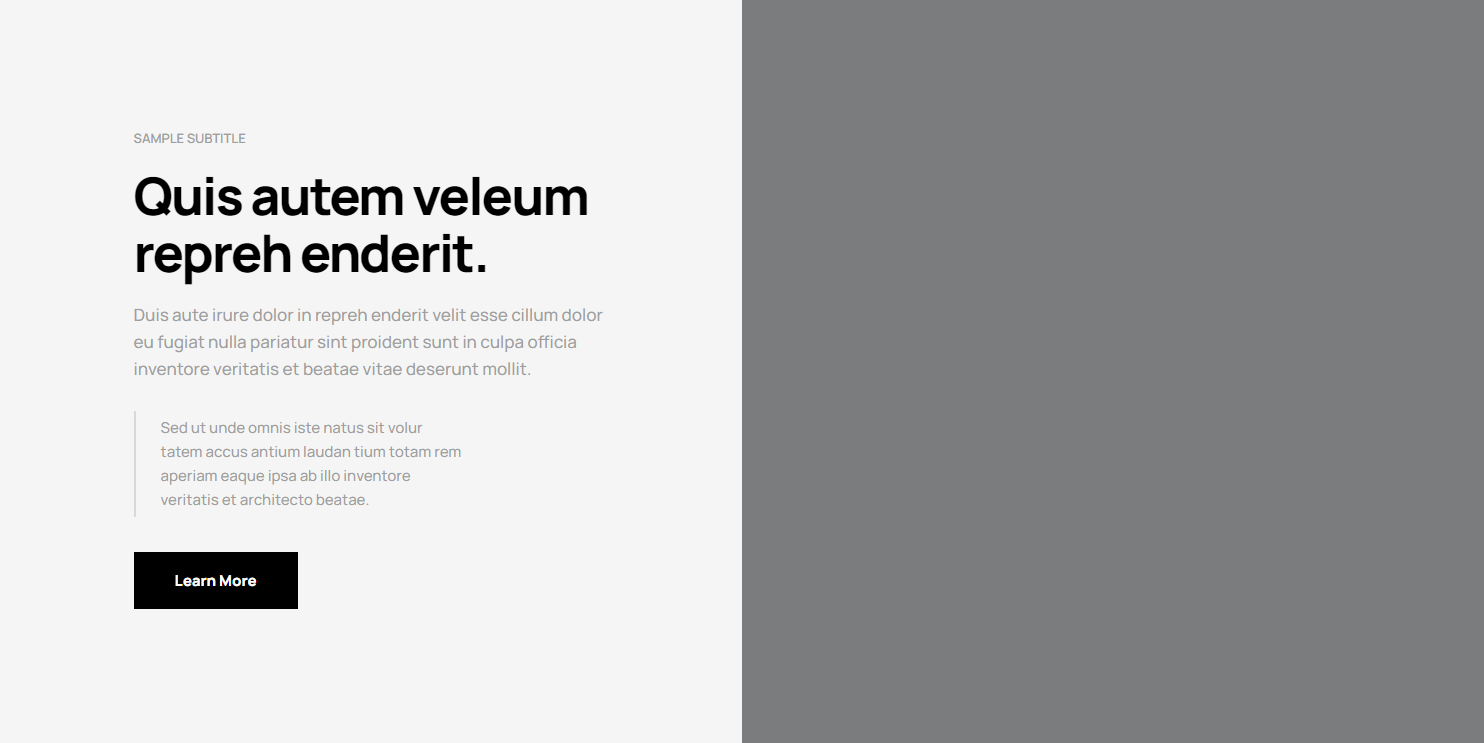 SAMPLE SUBTITLE
Quis autem veleum
repreh enderit.
Duis aute irure dolor in repreh enderit velit esse cillum dolor
eu fugiat nulla pariatur sint proident sunt in culpa officia
inventore veritatis et beatae vitae deserunt mollit.
Sed ut unde omnis iste natus sit volur
tatem accus antium laudan tium totam rem
aperiam eaque ipsa ab illo inventore
veritatis et architecto beatae.
Learn More